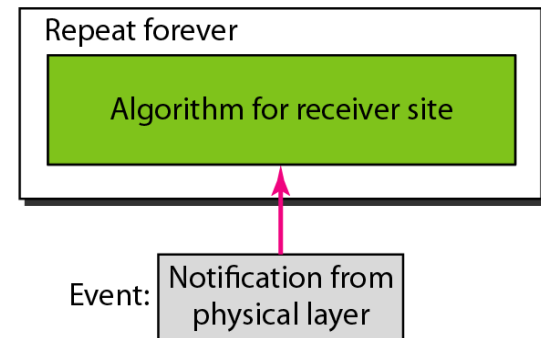 Repeat forever
Algorithm for receiver site
Event:
Notification from
physical layer